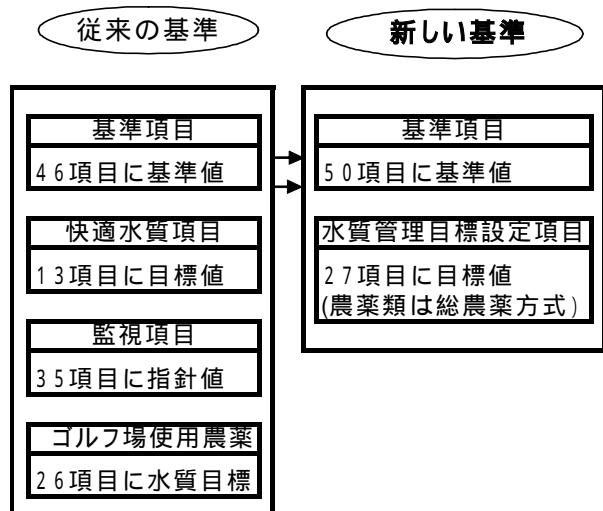 従来の基準
新しい基準
基準項目
46項目に基準値
快適水質項目
13項目に目標値
監視項目
35項目に指針値
ゴルフ場使用農薬
26項目に水質目標
基準項目
50項目に基準値
水質管理目標設定項目
27項目に目標値
(農薬類は総農薬方式)